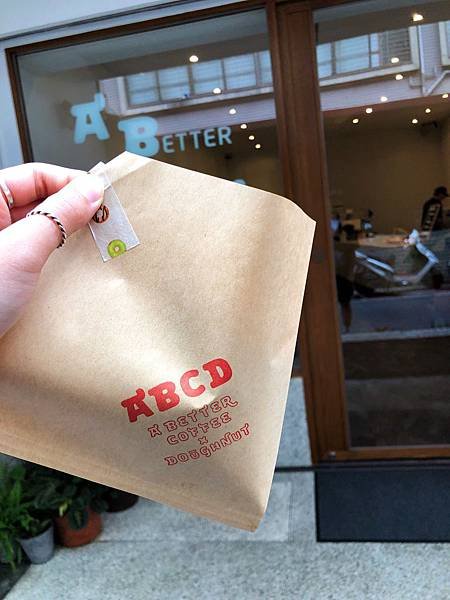 A BETTER
ABCD
A BETTER
COFFEE
X
DOUGHNUT